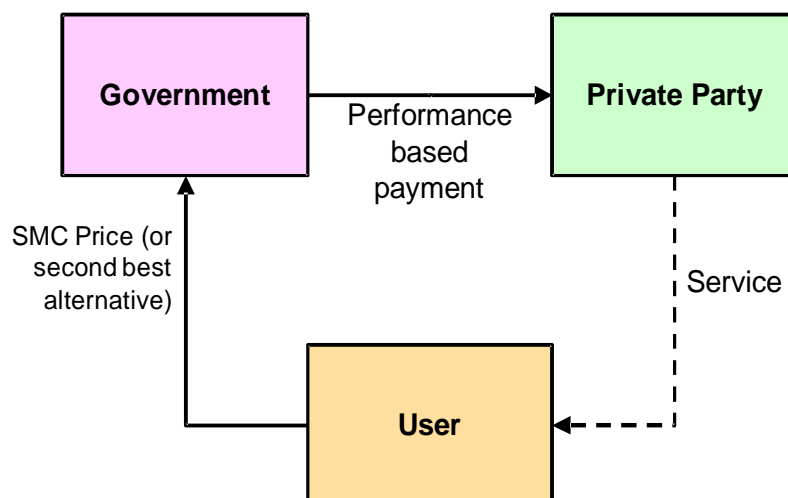 Government
Private Party
Performance
based
payment
SMC Price (or
second best
alternative)
Service
User